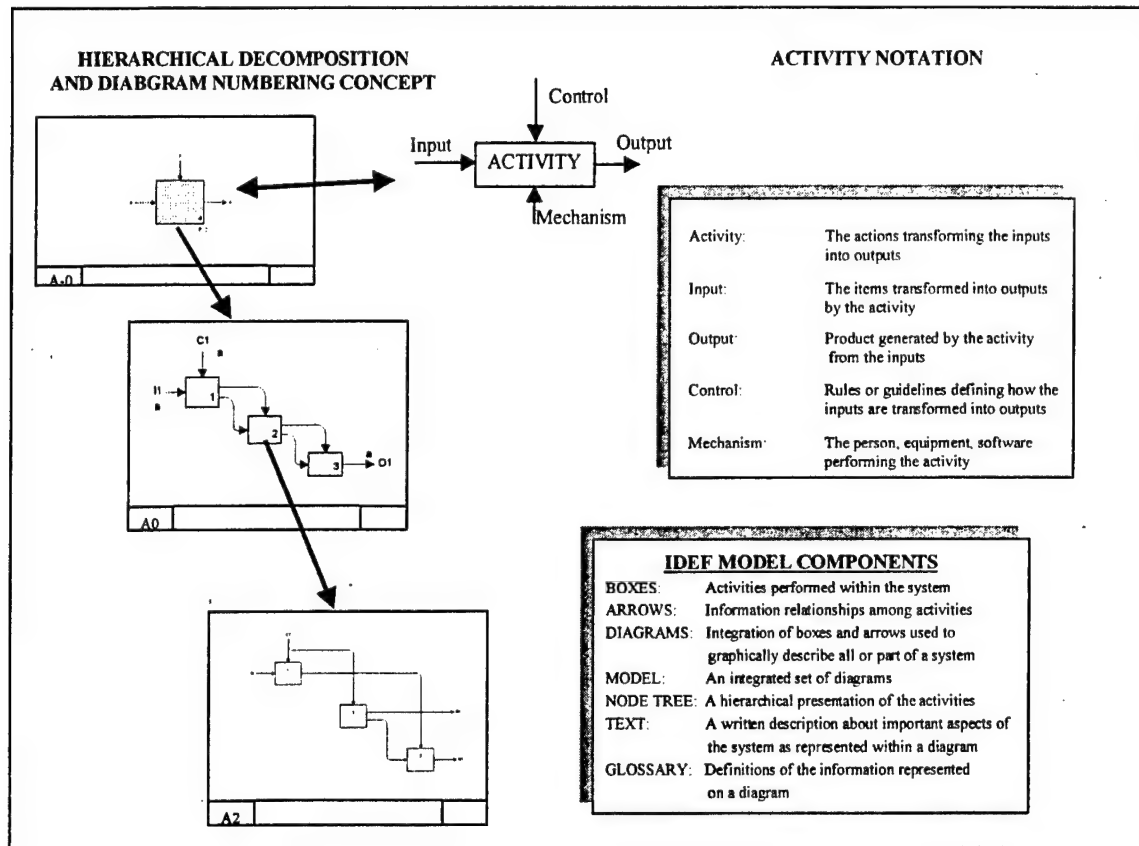 HIERARCHICAL DECOMPOSITION
AND DIABGRAM NUMBERING CONCEPT
ACTIVITY NOTATION
Control
Input
ACTIVITY
Output
Mechanism
A-0
C1
a
I1
a
1
2
3
a
O1
A0
A2
Activity: The actions transforming the inputs
into outputs
Input: The items transformed into outputs
by the activity
Output: Product generated by the activity
from the inputs
Control: Rules or guidelines defining how the
inputs are transformed into outputs
Mechanism: The person, equipment, software
performing the activity
IDEF MODEL COMPONENTS
BOXES: Activities performed within the system
ARROWS: Information relationships among activities
DIAGRAMS: Integration of boxes and arrows used to
graphically describe all or part of a system
MODEL: An integrated set of diagrams
NODE TREE: A hierarchical presentation of the activities
TEXT: A written description about important aspects of
the system as represented within a diagram
GLOSSARY: Definitions of the information represented
on a diagram